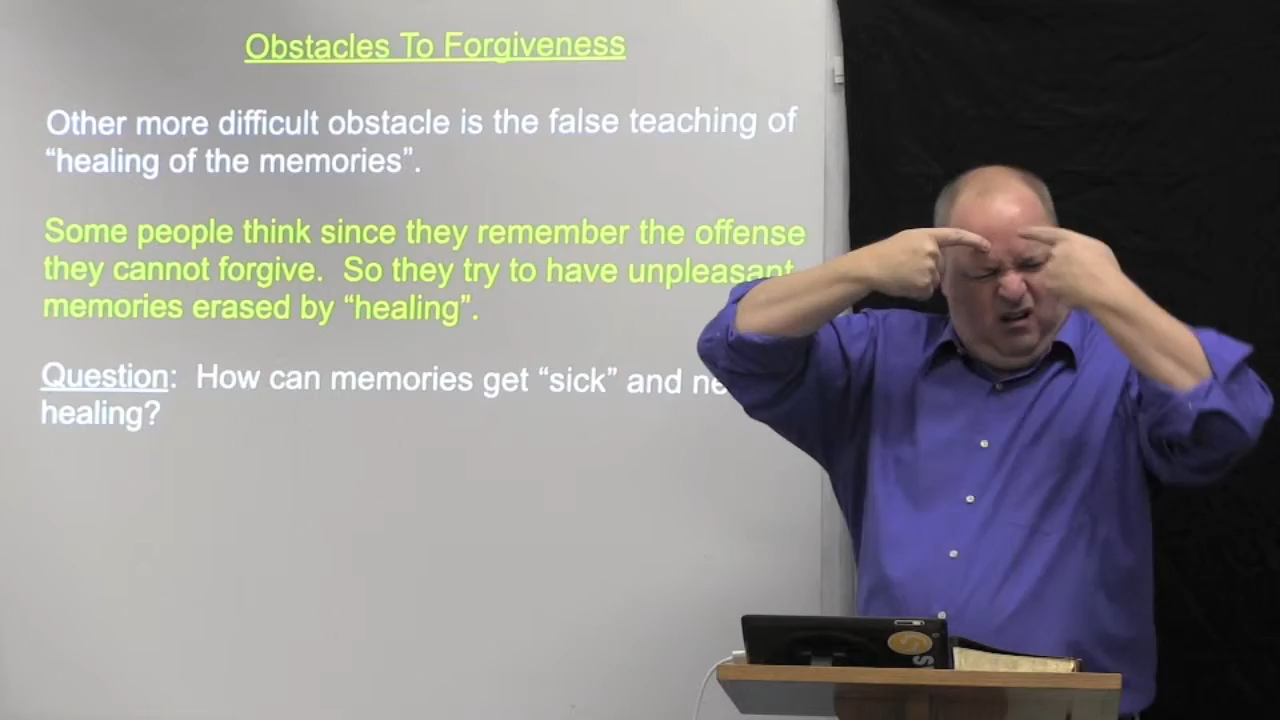 Obstacles To Forgiveness
Other more difficult obstacle is the false teaching of
“healing of the memories”.
Some people think since they remember the offense
they cannot forgive. So they try to have unpleasant
memories erased by “healing”.
Question: How can memories get “sick” and
healing?